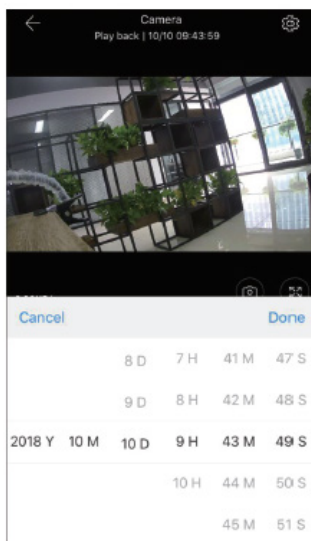 Camera
Play back | 10/10 09:43:59
Cancel Done
8 D 7 H 41 M 47 S
9 D 8 H 42 M 48 S
2018 Y 10 M 10 D 9 H 43 M 49 S
10 H 44 M 50 S
45 M 51 S